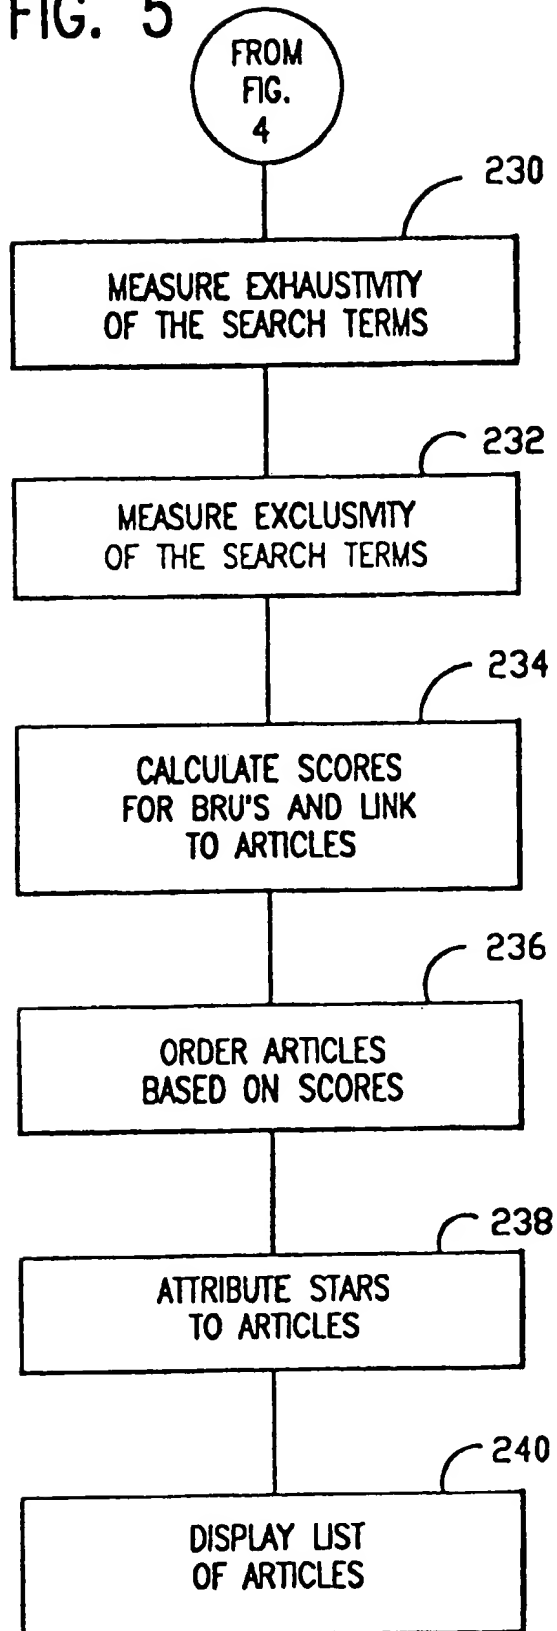 FIG. 5
FROM
FIG.
4
230
MEASURE EXHAUSTIVITY
OF THE SEARCH TERMS
232
MEASURE EXCLUSIVITY
OF THE SEARCH TERMS
234
CALCULATE SCORES
FOR BRU'S AND LINK
TO ARTICLES
236
ORDER ARTICLES
BASED ON SCORES
238
ATTRIBUTE STARS
TO ARTICLES
240
DISPLAY LIST
OF ARTICLES